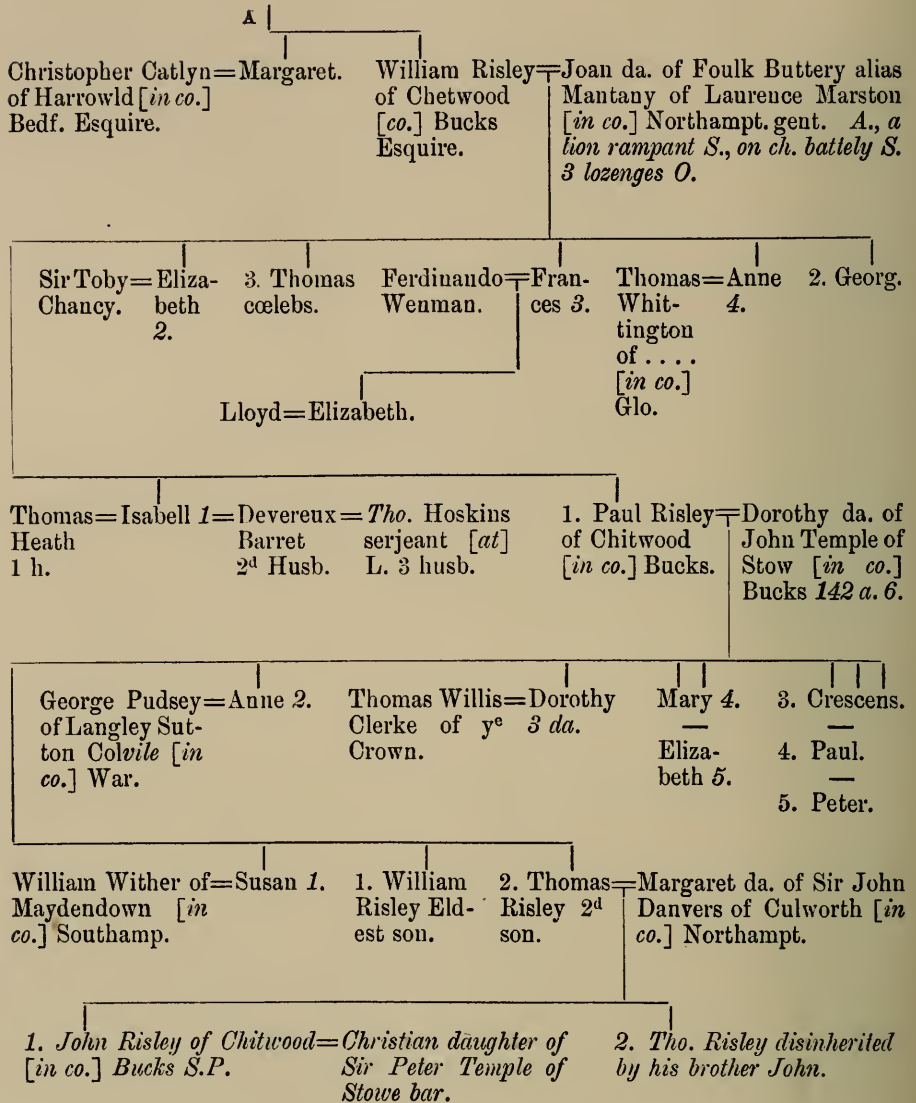 A
Christopher Catlyn=Margaret.
of Harrowld [in co.]
Bedf. Esquire.
William Risley=Joan da. of Foulk Buttery alias
of Chetwood
[co.] Bucks
Esquire.
Mantany of Laurence Marston
[in co.] Northampt. gent. A., a
lion rampant S., on ch. battely S.
3 lozenges O.
Sir Toby=Eliza-
Chancy. beth
2.
3. Thomas
cœlebs.
Ferdinando=Fran-
Wenman. ces 3.
Thomas=Anne
Whit- 4.
tington
of . . . .
[in co.]
Glo.
2. Georg.
Lloyd=Elizabeth.
Thomas=Isabell 1=Devereux=Tho. Hoskins
Heath Barret serjeant [at]
1 h. 2d Husb. L. 3 husb.
1. Paul Risley=Dorothy da. of
of Chitwood John Temple of
[in co.] Bucks. Stow [in co.]
Bucks 142 a. 6.
George Pudsey=Anne 2.
of Langley Sut-
ton Colvile [in
co.] War.
Thomas Willis=Dorothy
Clerke of ye 3 da.
Crown.
Mary 4.
—
Eliza-
beth 5.
3. Crescens.
—
4. Paul.
—
5. Peter.
William Wither of=Susan 1.
Maydendown [in
co.] Southamp.
1. William
Risley Eld-
est son.
2. Thomas=Margaret da. of Sir John
Risley 2d Danvers of Culworth [in
son. co.] Northampt.
1. John Risley of Chitwood=Christian daughter of
[in co.] Bucks S.P. Sir Peter Temple of
Stowe bar.
2. Tho. Risley disinherited
by his brother John.